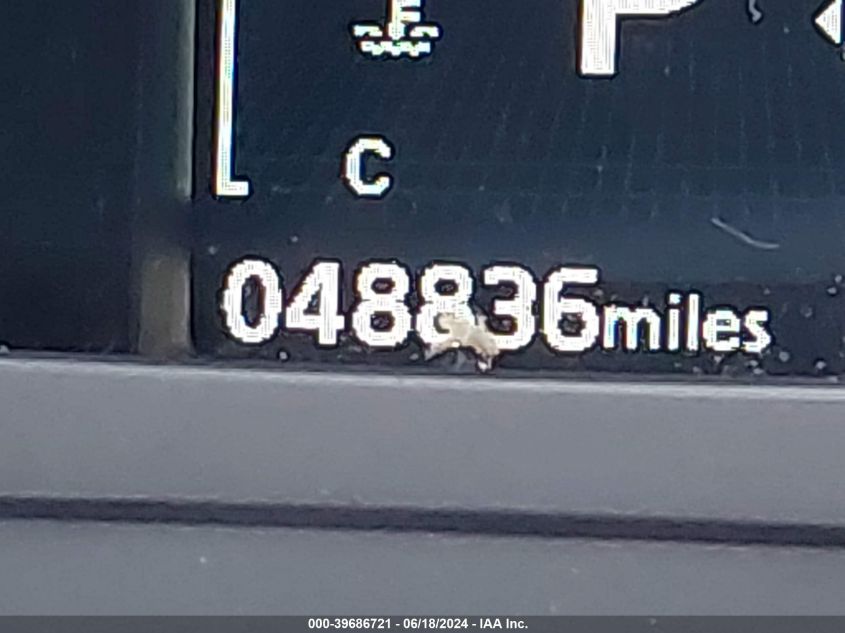 P
C
048836miles
000-39686721 - 06/18/2024 - IAA Inc.